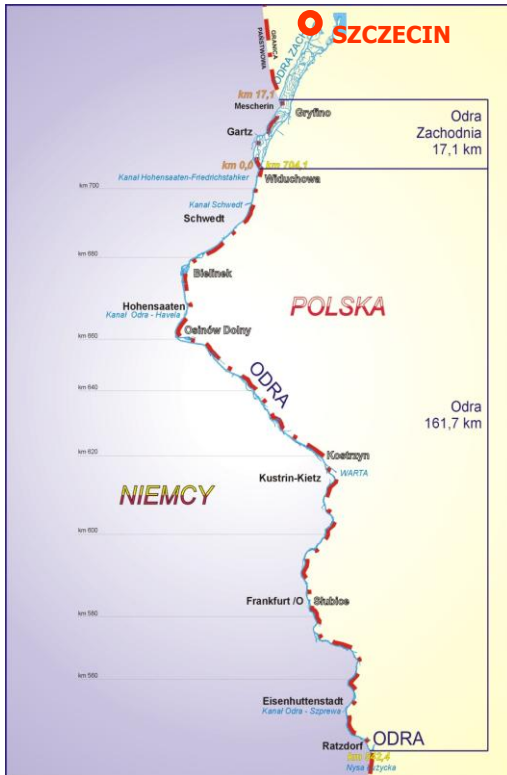 GRANICA
PAŃSTWOWA
ODRA ZACH
SZCZECIN
km 17,1
Mescherin
Gryfino
Odra
Zachodnia
17,1 km
Gartz
km 0,0
km 704,1
Kanal Hohensaaten-Friedrichstahker
Widuchowa
km 700
Kanal Schwedt
Schwedt
km 680
Bielinek
Hohensaaten
Kanal Odra - Havela
POLSKA
km 660
Osinów Dolny
ODRA
km 640
Odra
161,7 km
km 620
Kostrzyn
WARTA
Kustrin-Kietz
NIEMCY
km 600
Frankfurt /O
Słubice
km 580
km 560
Eisenhuttenstadt
Kanal Odra - Szprewa
ODRA
Ratzdorf
Nysa Łużycka